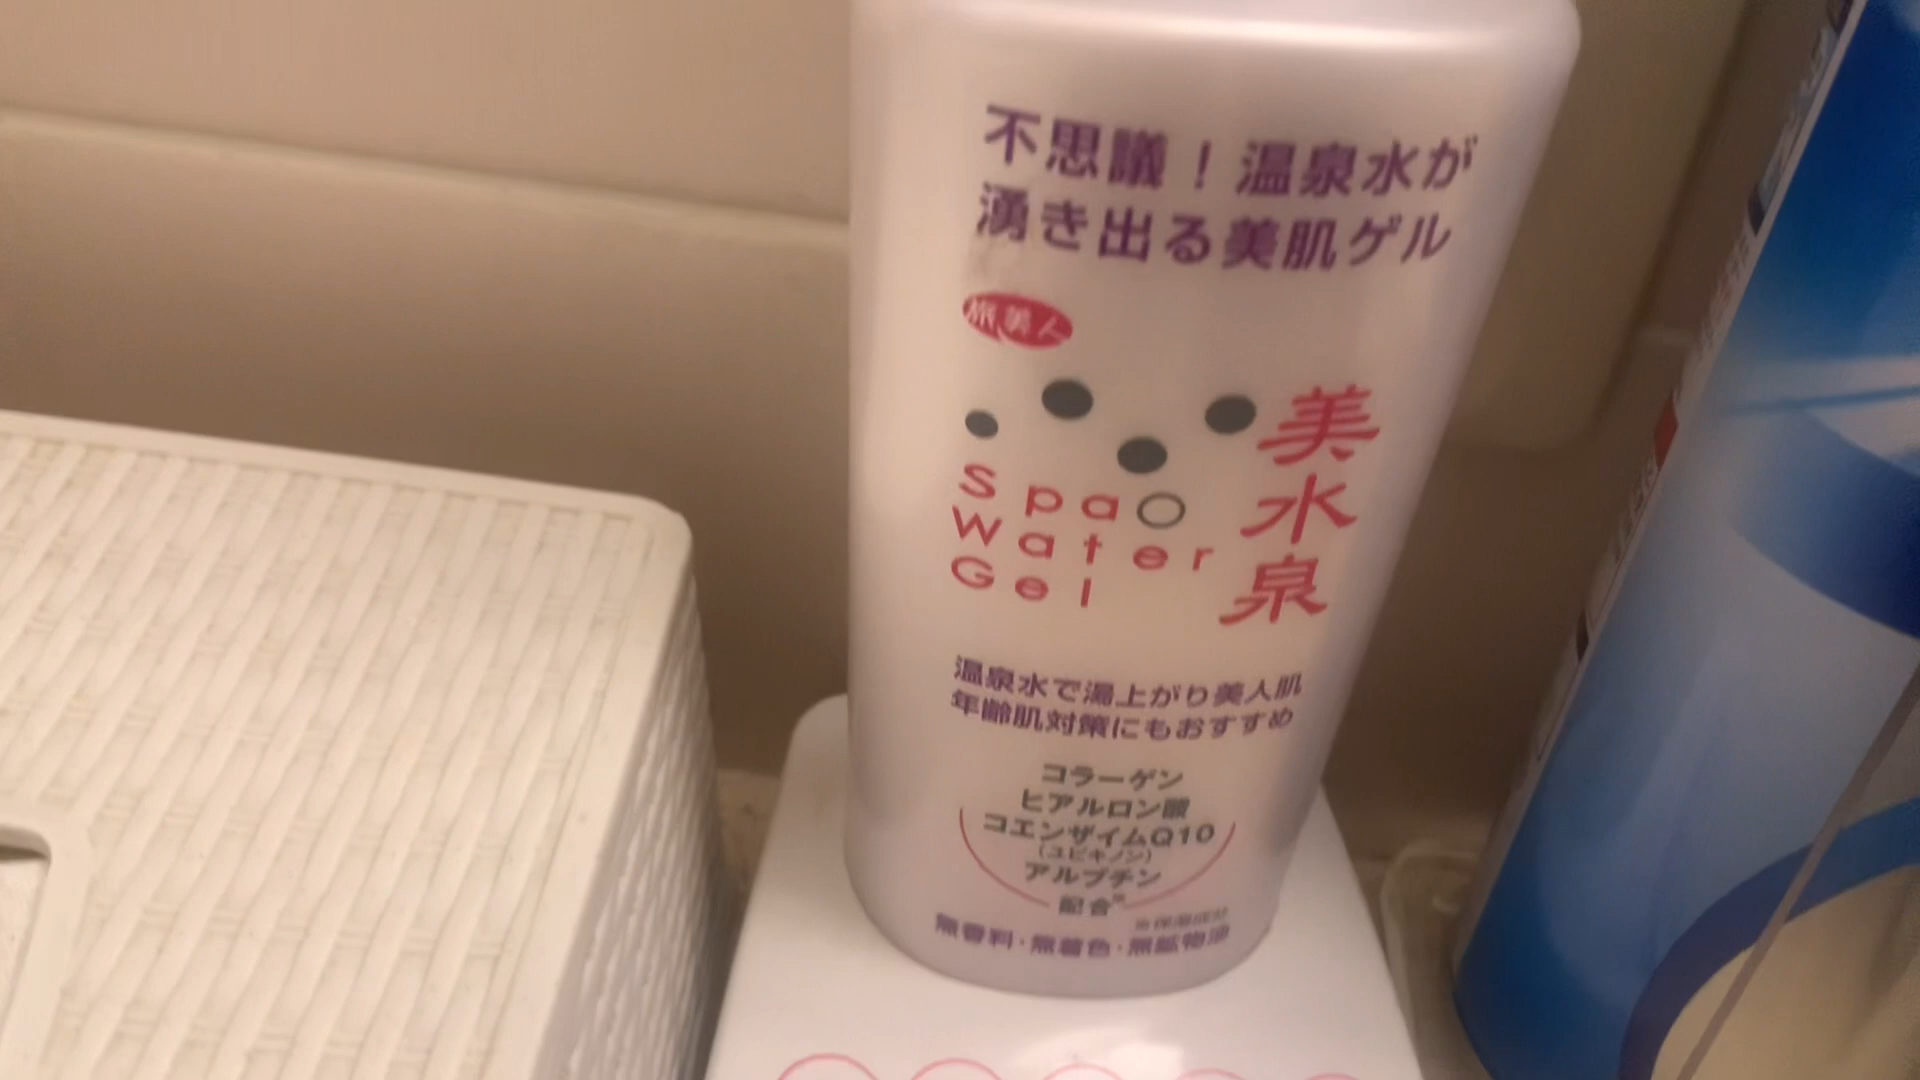 不思議！温泉水が
湧き出る美肌ゲル
旅美人
美水泉
Spa
Water
Gel
温泉水で湯上がり美人肌
年齢肌対策にもおすすめ
コラーゲン
ヒアルロン酸
コエンザイムQ10
(ユビキノン)
アルブチン
配合※
※保湿成分
無香料・無着色・無鉱物油